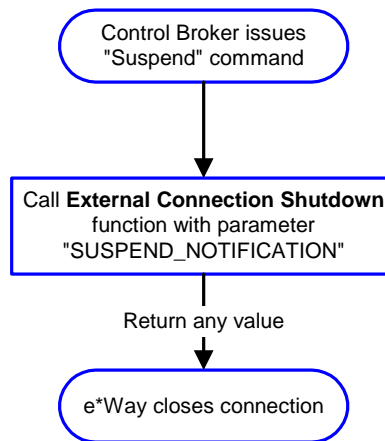 Control Broker issues
"Suspend" command
Call External Connection Shutdown
function with parameter
"SUSPEND_NOTIFICATION"
Return any value
e*Way closes connection